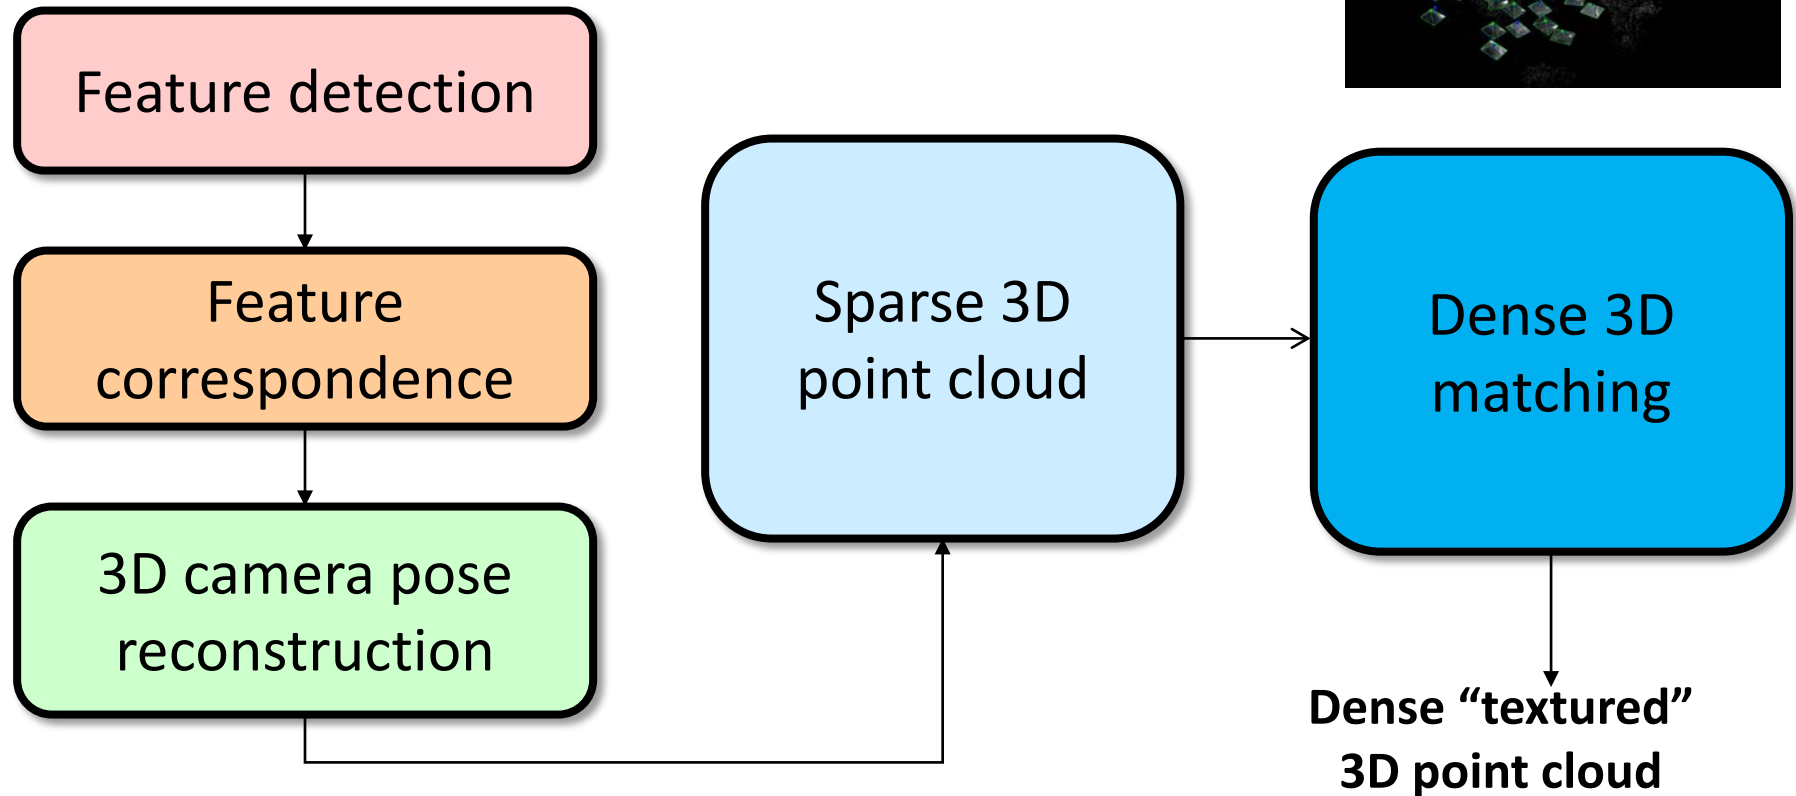 Feature detection
Feature
correspondence
3D camera pose
reconstruction
Sparse 3D
point cloud
Dense 3D
matching
Dense “textured”
3D point cloud